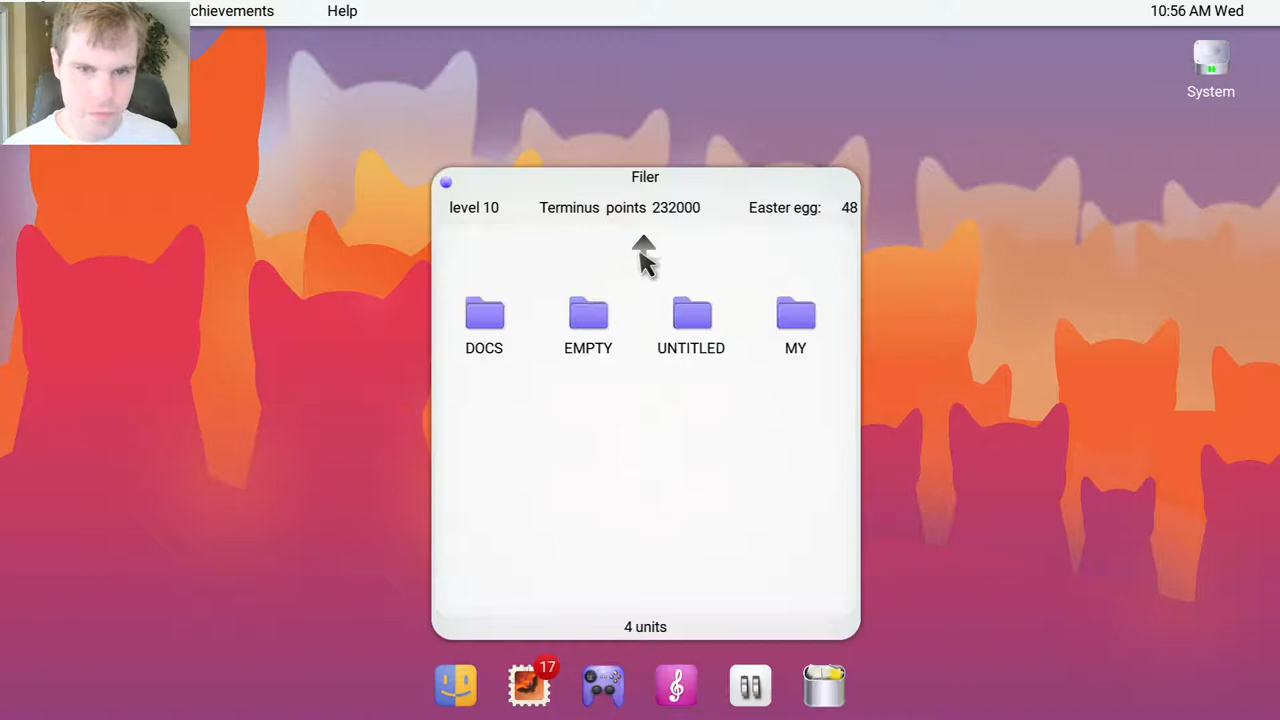 chievements Help 10:56 AM Wed
System
Filer
level 10 Terminus points 232000 Easter egg: 48
DOCS EMPTY UNTITLED MY
4 units
17